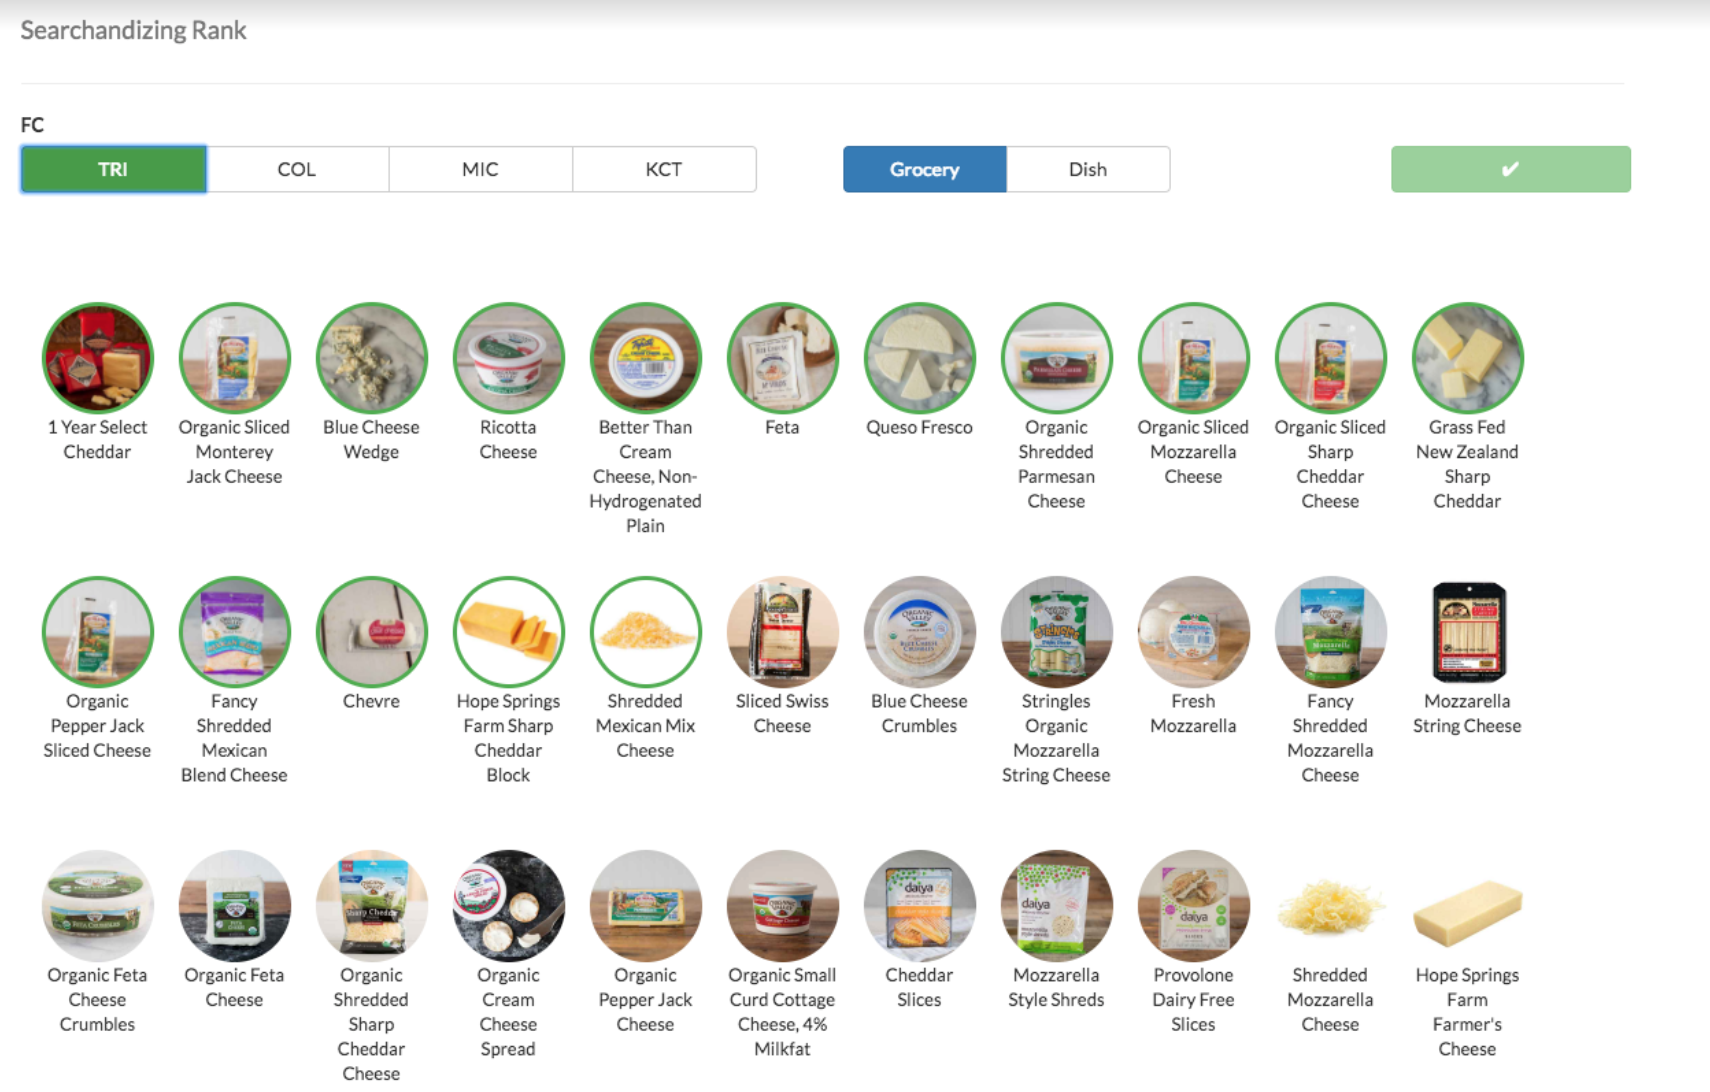 Searchandizing Rank
FC
TRI
COL
MIC
KCT
Grocery
Dish
1 Year Select
Cheddar
Organic Sliced
Monterey
Jack Cheese
Blue Cheese
Wedge
Ricotta
Cheese
Better Than
Cream
Cheese, Non-
Hydrogenated
Plain
Feta
Queso Fresco
Organic
Shredded
Parmesan
Cheese
Organic Sliced
Mozzarella
Cheese
Organic Sliced
Sharp
Cheddar
Cheese
Grass Fed
New Zealand
Sharp
Cheddar
Organic
Pepper Jack
Sliced Cheese
Fancy
Shredded
Mexican
Blend Cheese
Chevre
Hope Springs
Farm Sharp
Cheddar
Block
Shredded
Mexican Mix
Cheese
Sliced Swiss
Cheese
Blue Cheese
Crumbles
Stringles
Organic
Mozzarella
String Cheese
Fresh
Mozzarella
Fancy
Shredded
Mozzarella
Cheese
Mozzarella
String Cheese
Organic Feta
Cheese
Crumbles
Organic Feta
Cheese
Organic
Shredded
Sharp
Cheddar
Cheese
Organic
Cream
Cheese
Spread
Organic
Pepper Jack
Cheese
Organic Small
Curd Cottage
Cheese, 4%
Milkfat
daiya
Cheddar
Slices
daiya
Mozzarella
Style Shreds
daiya
Provolone
Dairy Free
Slices
Shredded
Mozzarella
Cheese
Hope Springs
Farm
Farmer's
Cheese